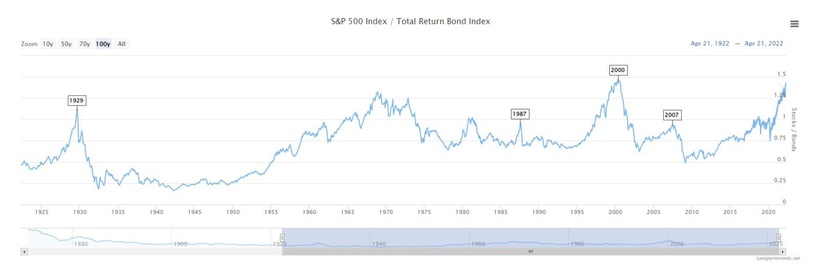 S&P 500 Index / Total Return Bond Index
Zoom 10y 50y 70y 100y All
Apr 21, 1922 → Apr 21, 2022
1929
1987
2000
2007
1.5
1.25
1
0.75
0.5
0.25
0
Stocks / Bonds
1925 1930 1935 1940 1945 1950 1955 1960 1965 1970 1975 1980 1985 1990 1995 2000 2005 2010 2015 2020
1880 1900 1920 1940 1960 1980 2000 2020
Longtermtrends.net